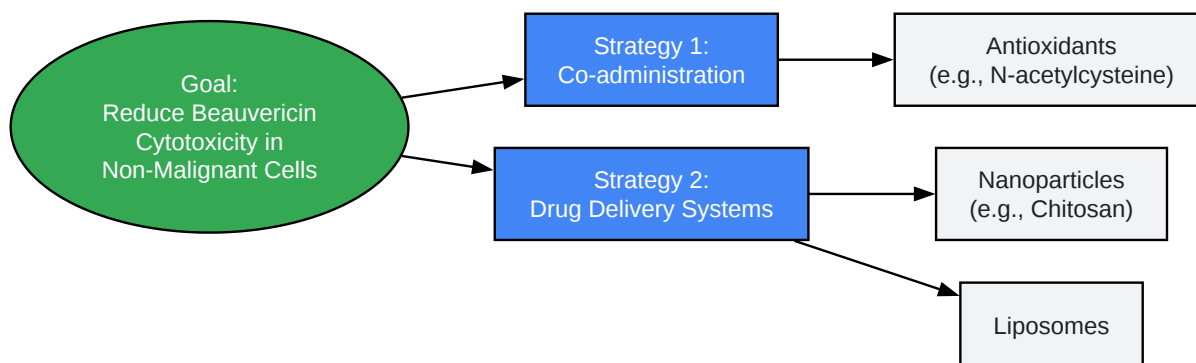 Goal:
Reduce Beauvericin
Cytotoxicity in
Non-Malignant Cells
Strategy 1:
Co-administration
Antioxidants
(e.g., N-acetylcysteine)
Strategy 2:
Drug Delivery Systems
Nanoparticles
(e.g., Chitosan)
Liposomes